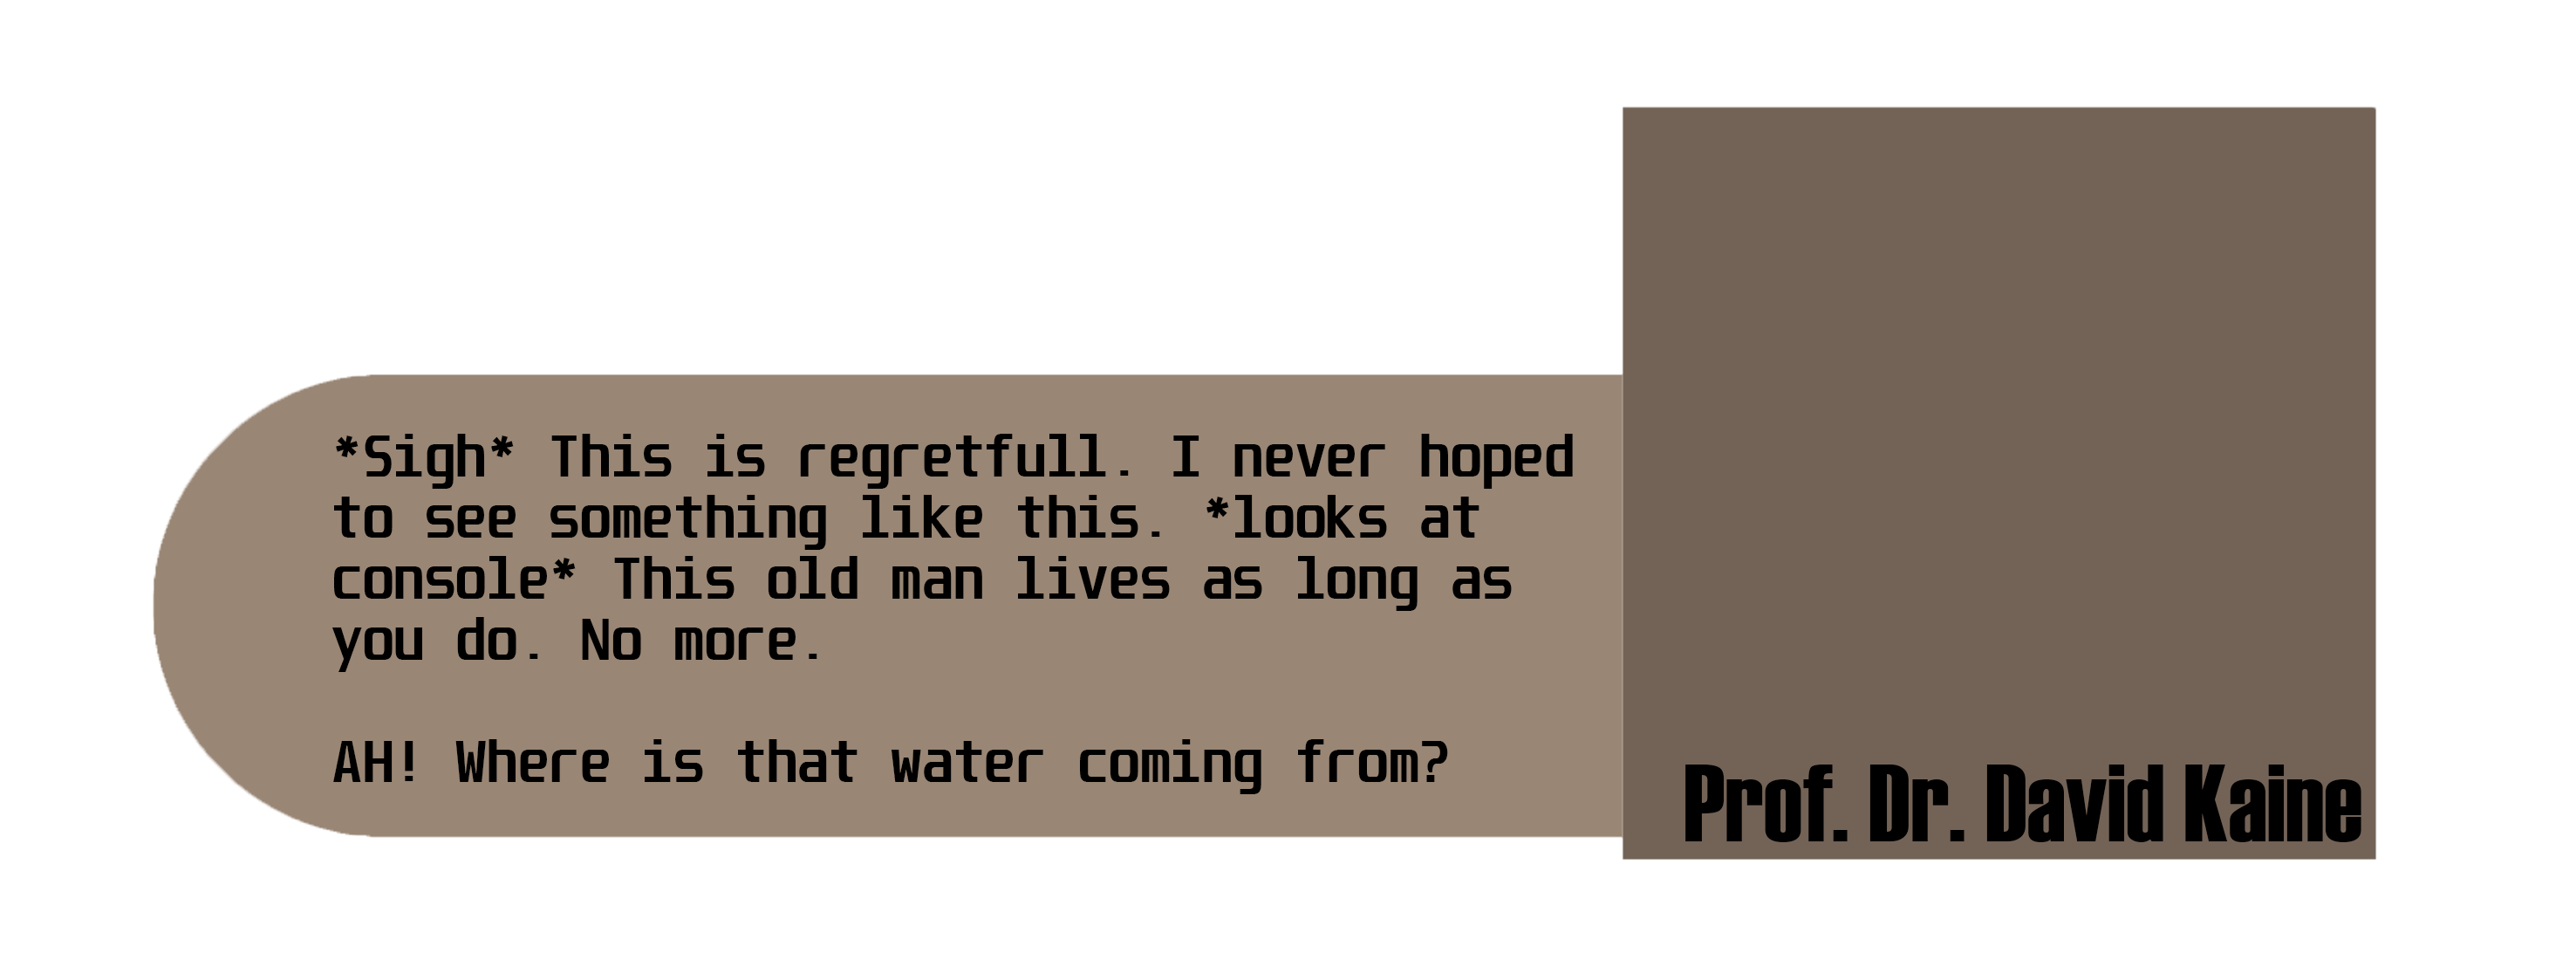 *Sigh* This is regretfull. I never hoped
to see something like this. *looks at
console* This old man lives as long as
you do. No more.
AH! Where is that water coming from?
Prof. Dr. David Kaine